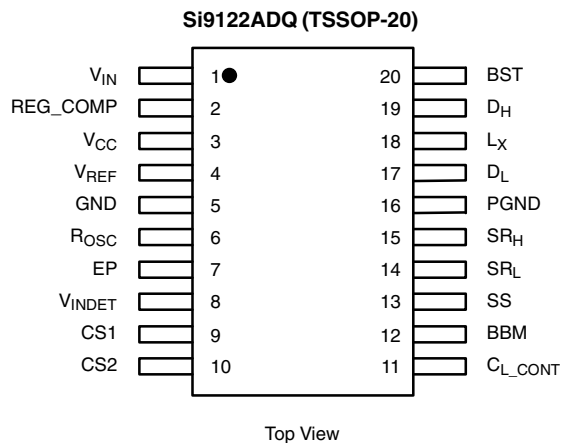 Si9122ADQ (TSSOP-20)
VIN 1 20 BST
REG_COMP 2 19 DH
VCC 3 18 LX
VREF 4 17 DL
GND 5 16 PGND
ROSC 6 15 SRH
EP 7 14 SRL
VINDET 8 13 SS
CS1 9 12 BBM
CS2 10 11 CL_CONT
Top View